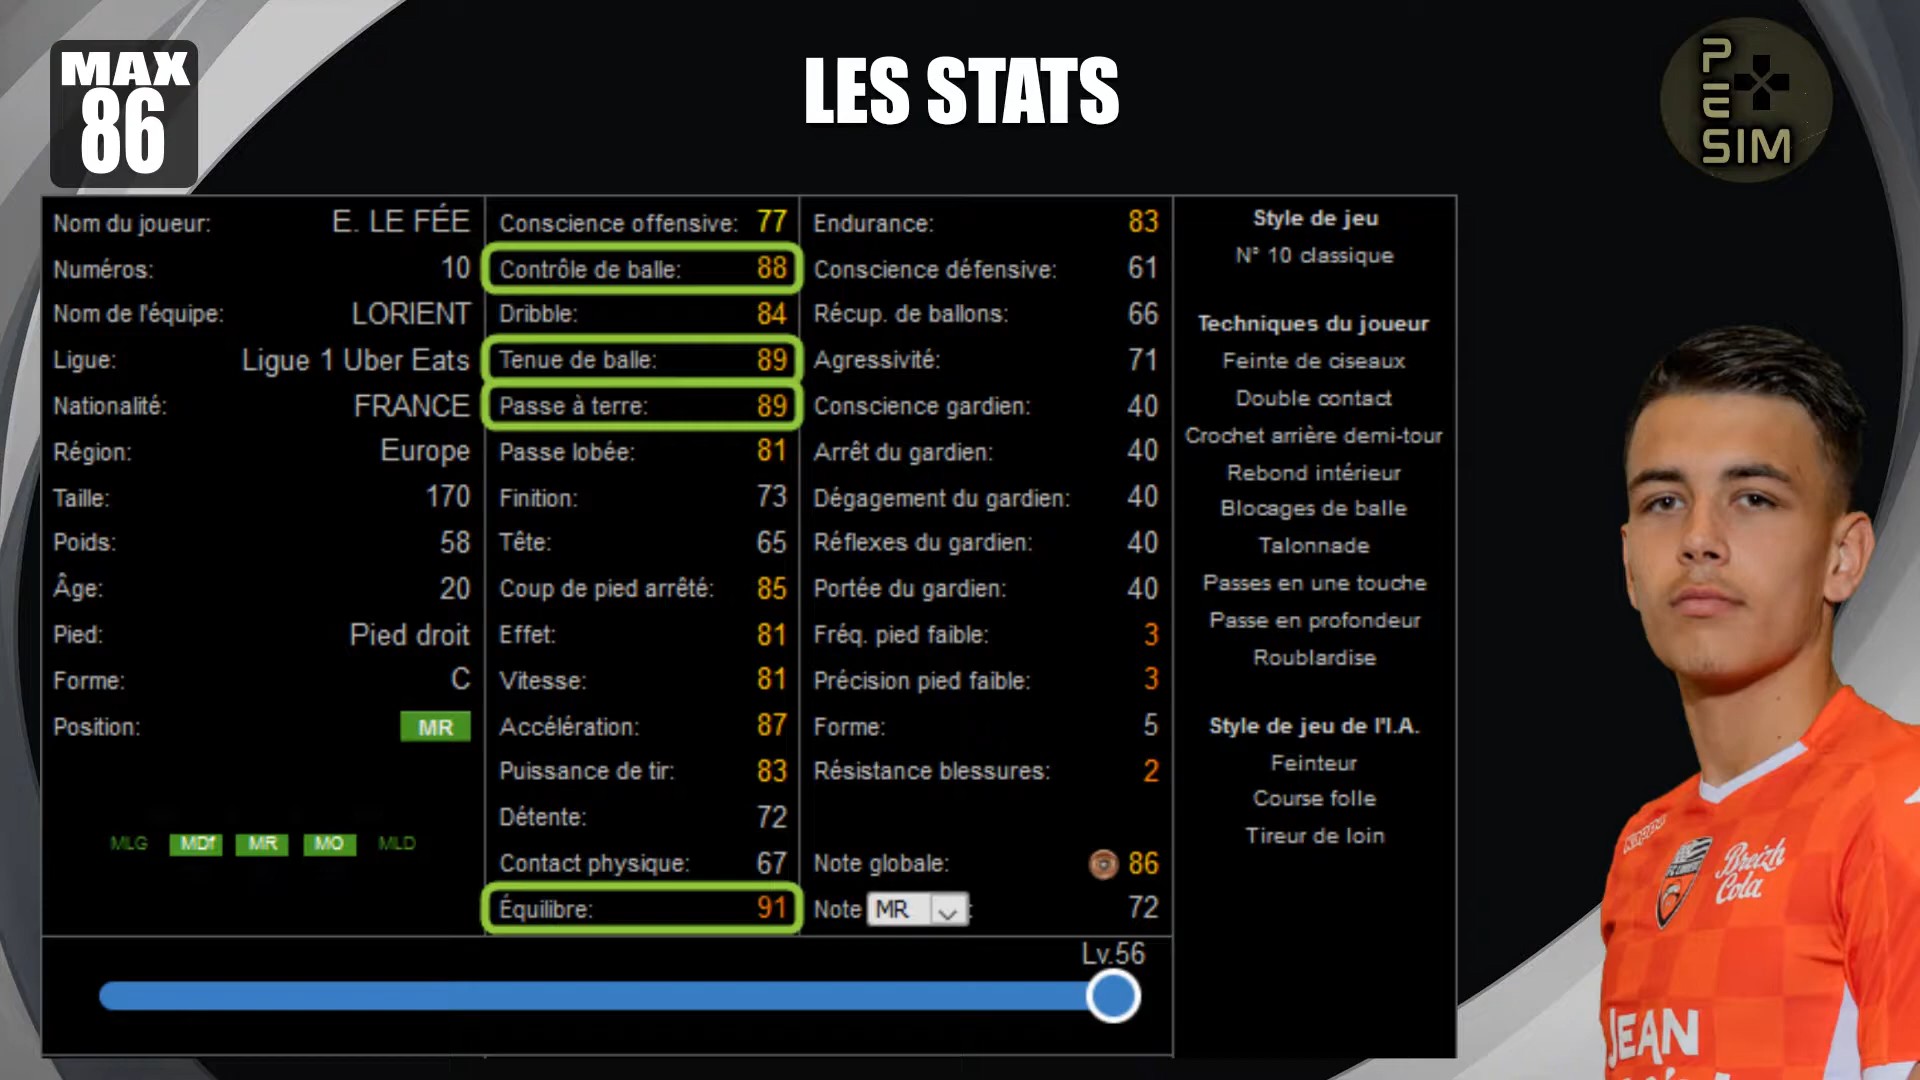 MAX
86
LES STATS
PE
SIM
Nom du joueur: E. LE FÉE
Numéros: 10
Nom de l'équipe: LORIENT
Ligue: Ligue 1 Uber Eats
Nationalité: FRANCE
Région: Europe
Taille: 170
Poids: 58
Âge: 20
Pied: Pied droit
Forme: C
Position: MR
MLG MDf MR MO MLD
Conscience offensive: 77
Contrôle de balle: 88
Dribble: 84
Tenue de balle: 89
Passe à terre: 89
Passe lobée: 81
Finition: 73
Tête: 65
Coup de pied arrêté: 85
Effet: 81
Vitesse: 81
Accélération: 87
Puissance de tir: 83
Détente: 72
Contact physique: 67
Équilibre: 91
Endurance: 83
Conscience défensive: 61
Récup. de ballons: 66
Agressivité: 71
Conscience gardien: 40
Arrêt du gardien: 40
Dégagement du gardien: 40
Réflexes du gardien: 40
Portée du gardien: 40
Fréq. pied faible: 3
Précision pied faible: 3
Forme: 5
Résistance blessures: 2
Note globale: 86
Note MR : 72
Lv.56
Style de jeu
N° 10 classique
Techniques du joueur
Feinte de ciseaux
Double contact
Crochet arrière demi-tour
Rebond intérieur
Blocages de balle
Talonnade
Passes en une touche
Passe en profondeur
Roublardise
Style de jeu de l'I.A.
Feinteur
Course folle
Tireur de loin
Kappa
Breizh
Cola
JEAN